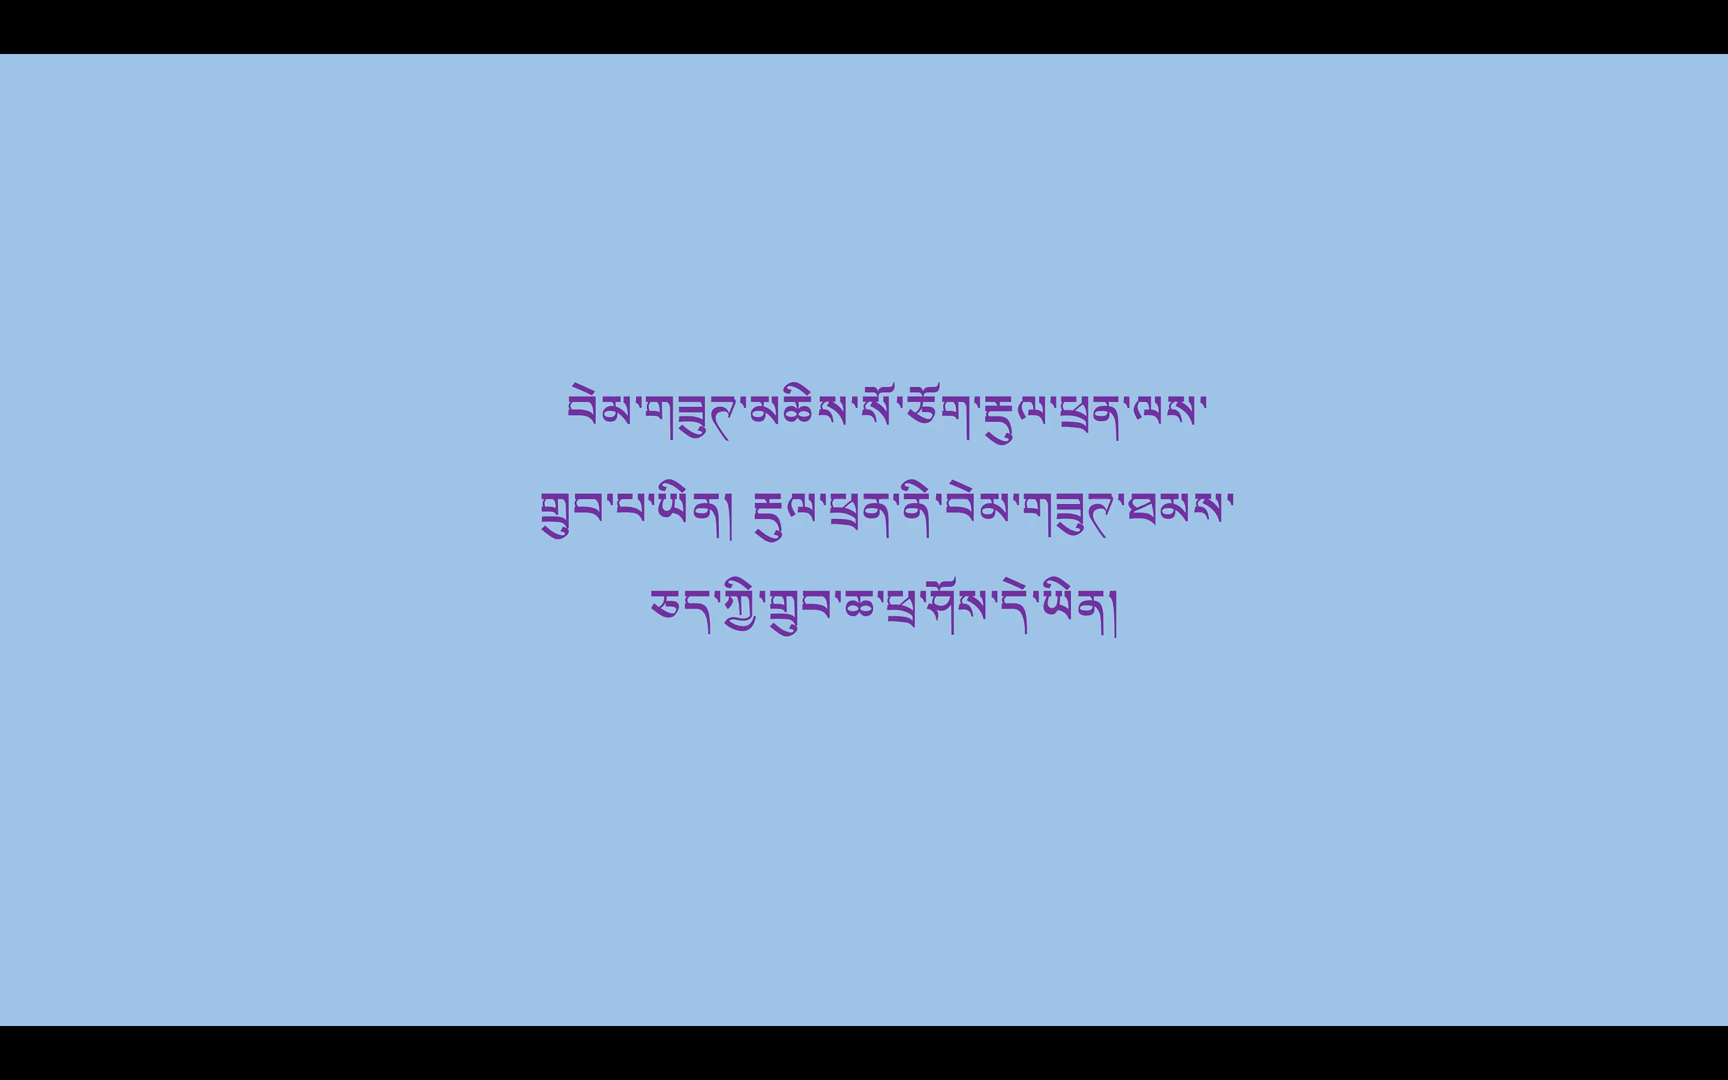 བེམ་གཟུཊ་མཆིས་སོ་ཅོག་རྡུལ་ཕྲན་ལས་
གྲུབ་པ་ཡིན། རྡུལ་ཕྲན་ནི་བེམ་གཟུཊ་ཐམས་
ཅད་ཀྱི་གྲུབ་ཆ་ཕྲ་ཤོས་དེ་ཡིན།